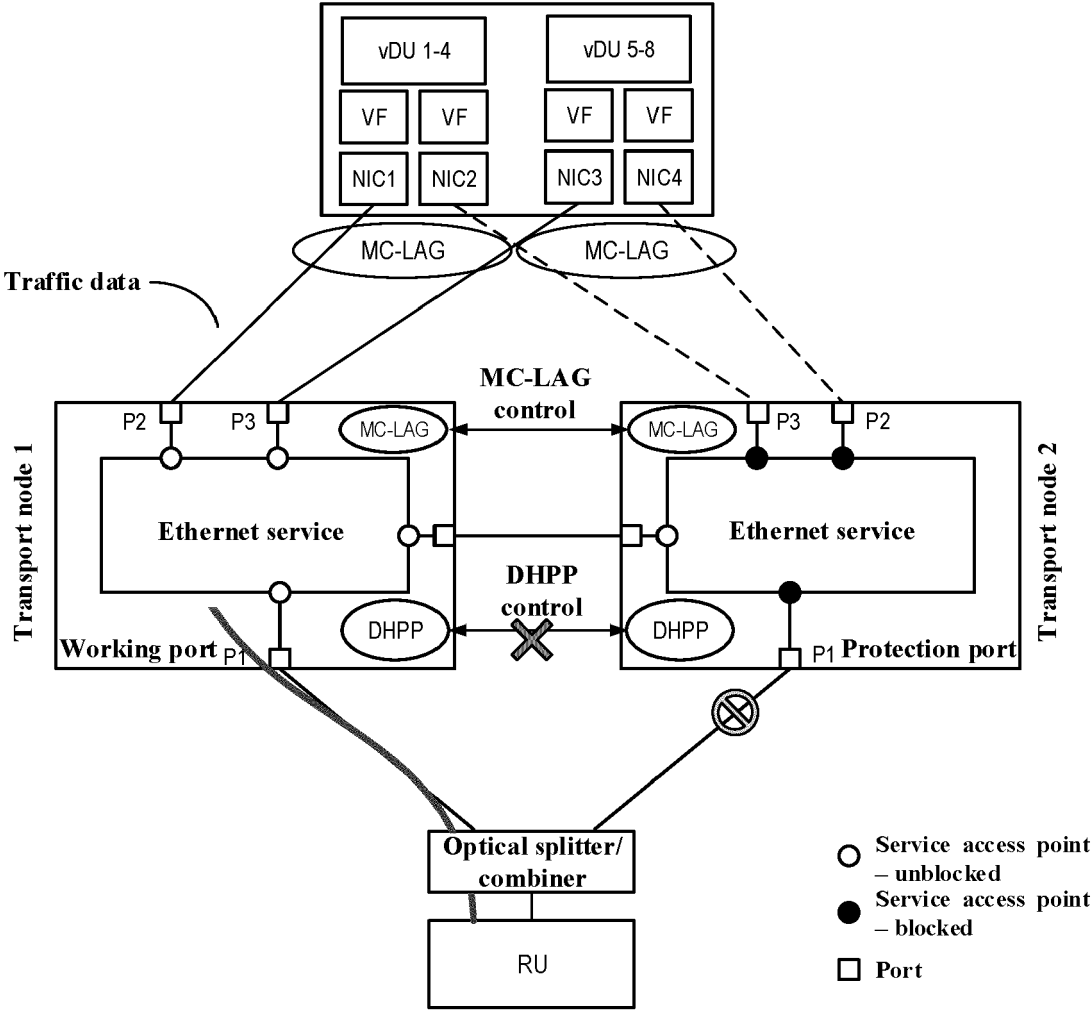 vDU 1-4
vDU 5-8
VF
VF
VF
VF
NIC1
NIC2
NIC3
NIC4
MC-LAG
MC-LAG
Traffic data
MC-LAG
control
P2
P3
MC-LAG
MC-LAG
P3
P2
Transport node 1
Ethernet service
Ethernet service
Transport node 2
DHPP
control
DHPP
DHPP
Working port
P1
P1
Protection port
Optical splitter/
combiner
RU
Service access point
– unblocked
Service access point
– blocked
Port